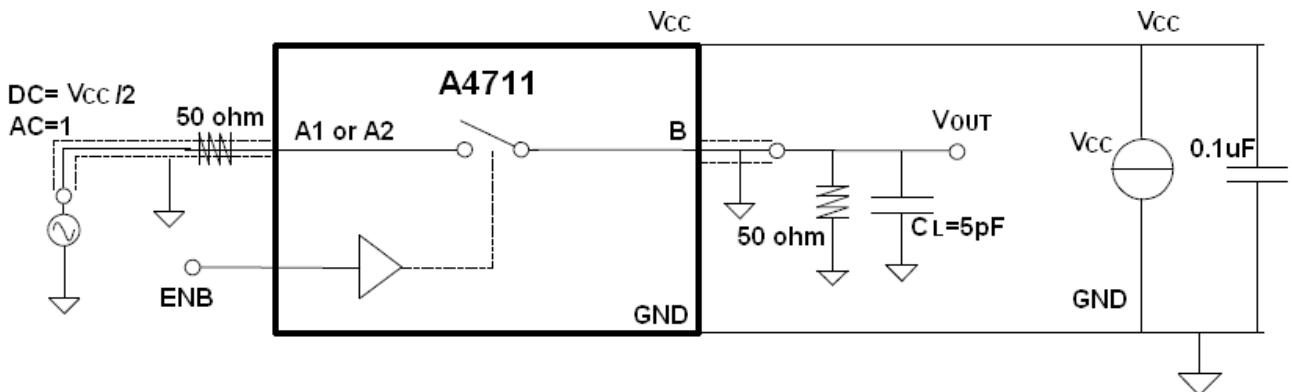 VCC
VCC
A4711
DC= VCC /2
AC=1
50 ohm
A1 or A2
B
VOUT
VCC
0.1uF
50 ohm
CL=5pF
ENB
GND
GND